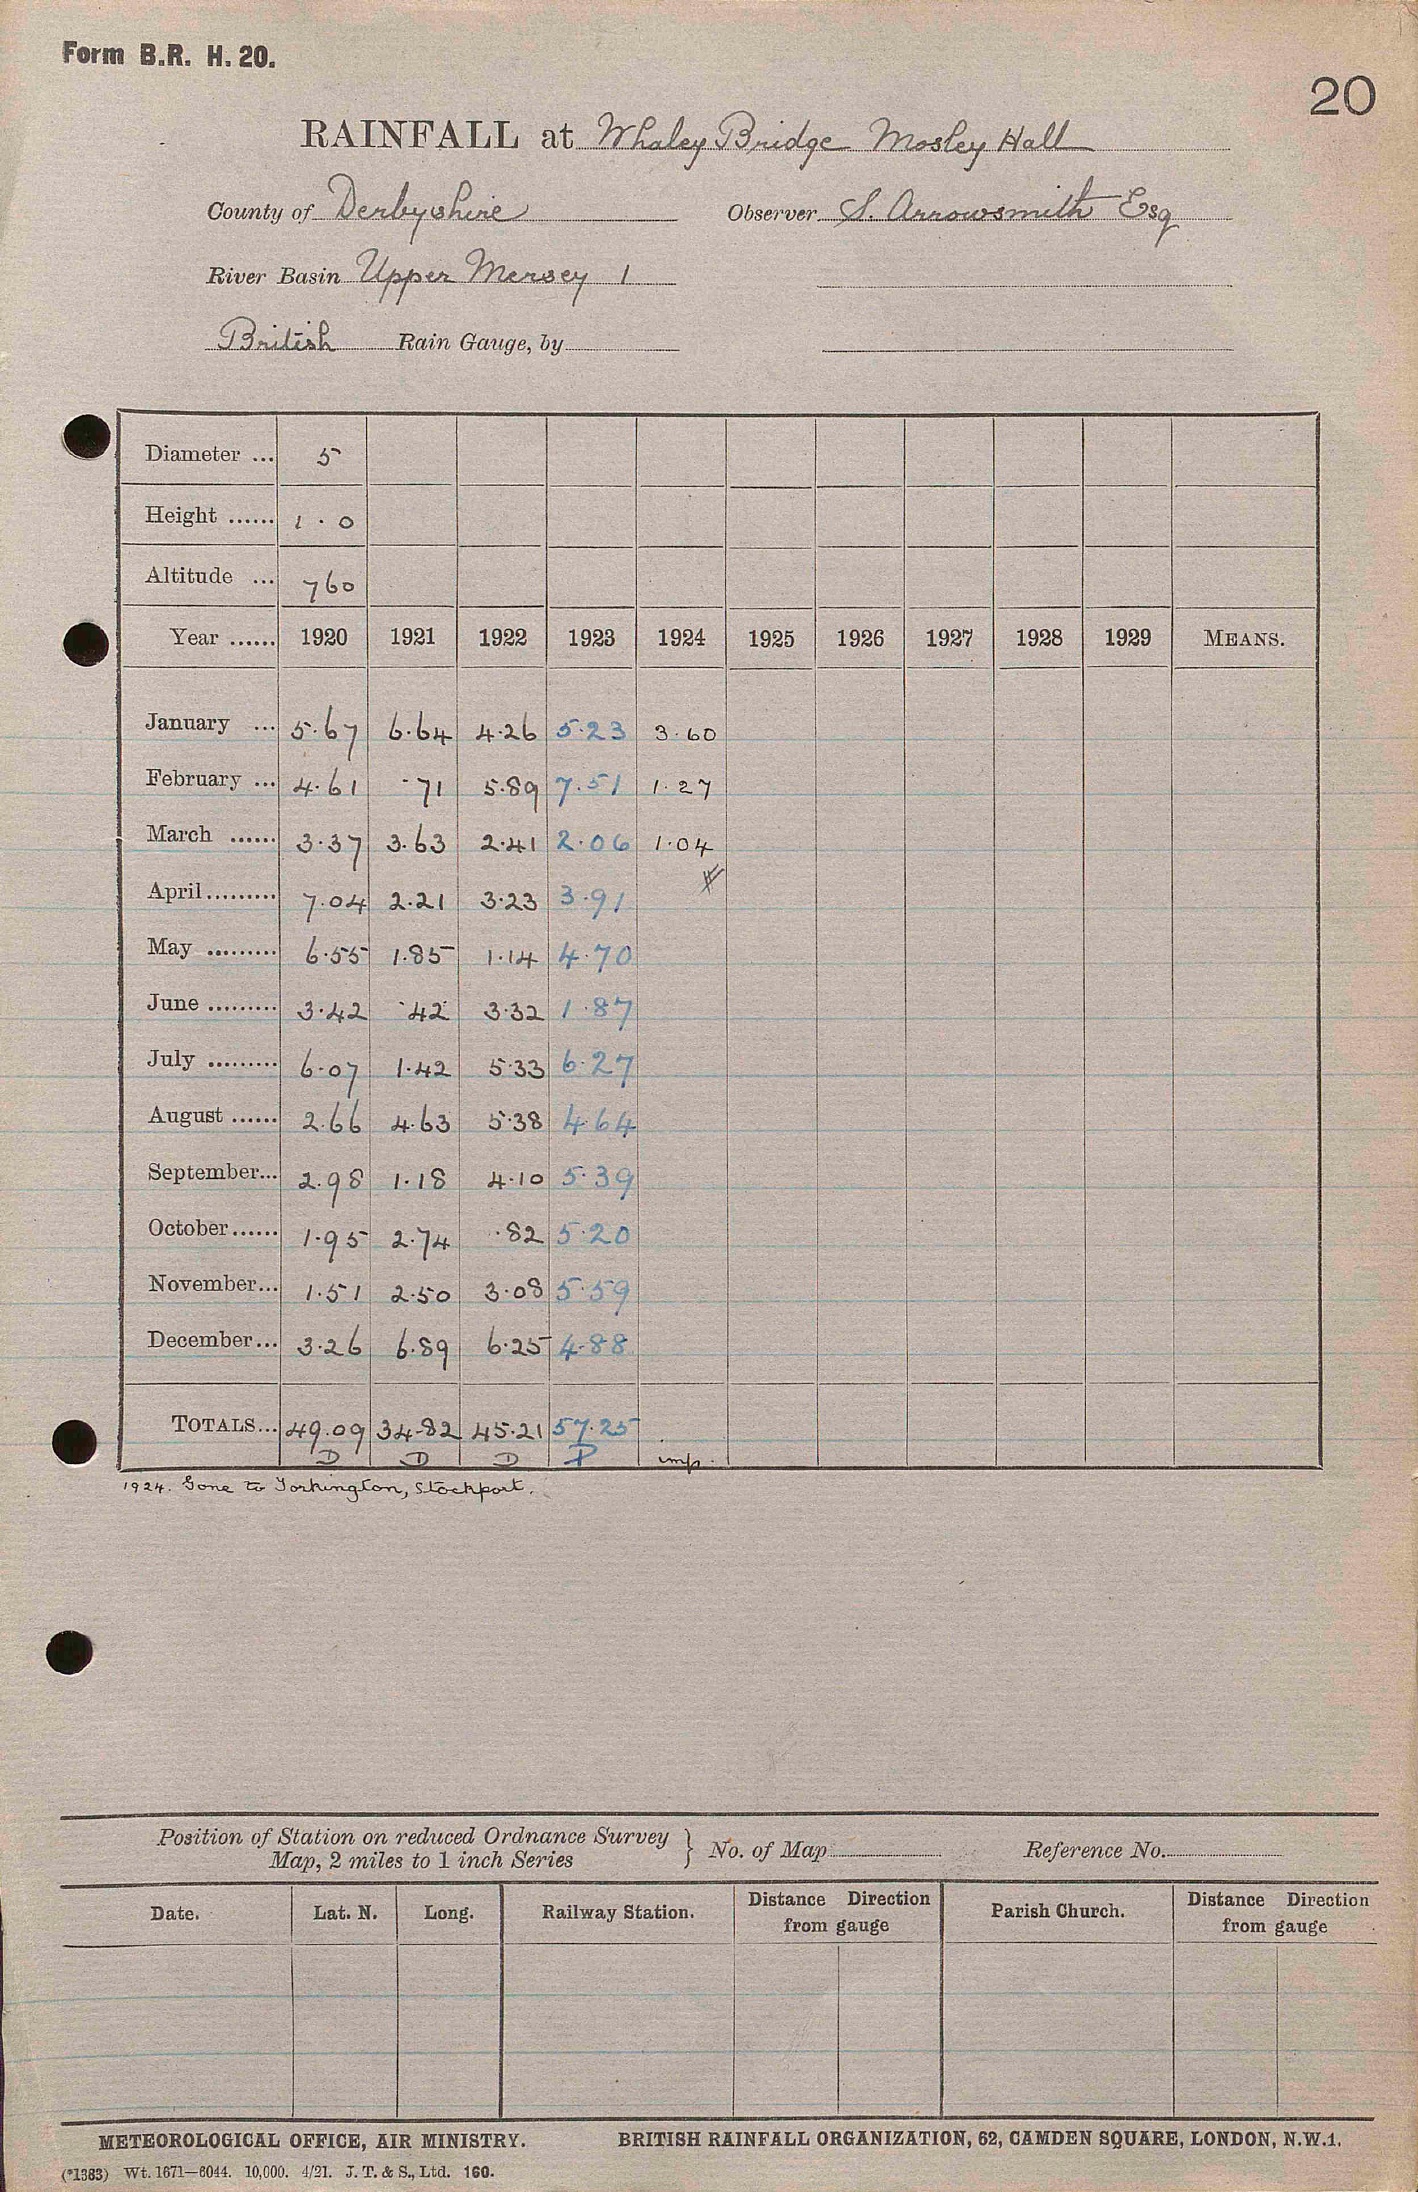 Form B.R. H. 20.
20
RAINFALL at Whaley Bridge Mosley Hall
County of Derbyshire Observer S. Arrowsmith Esq
River Basin Upper Mersey 1
British Rain Gauge, by
Diameter ... 5
Height ...... 1 . 0
Altitude ... 760
Year ...... 1920 1921 1922 1923 1924 1925 1926 1927 1928 1929 MEANS.
January ... 5.67 6.64 4.26 5.23 3.60
February ... 4.61 .71 5.89 7.51 1.27
March ...... 3.37 3.63 2.41 2.06 1.04
April......... 7.04 2.21 3.23 3.91
May ......... 6.55 1.85 1.14 4.70
June ......... 3.42 .42 3.32 1.87
July ......... 6.07 1.42 5.33 6.27
August ...... 2.66 4.63 5.38 4.64
September... 2.98 1.18 4.10 5.39
October...... 1.95 2.74 .82 5.20
November... 1.51 2.50 3.08 5.59
December... 3.26 6.89 6.25 4.88
TOTALS... 49.09 34.82 45.21 57.25
D D D P imp.
1924. Gone to Torkington, Stockport.
Position of Station on reduced Ordnance Survey
Map, 2 miles to 1 inch Series } No. of Map Reference No.
Date. Lat. N. Long. Railway Station. Distance Direction from gauge Parish Church. Distance Direction from gauge
METEOROLOGICAL OFFICE, AIR MINISTRY. BRITISH RAINFALL ORGANIZATION, 62, CAMDEN SQUARE, LONDON, N.W.1.
(*1383) Wt. 1671—6044. 10,000. 4/21. J. T. & S., Ltd. 160.